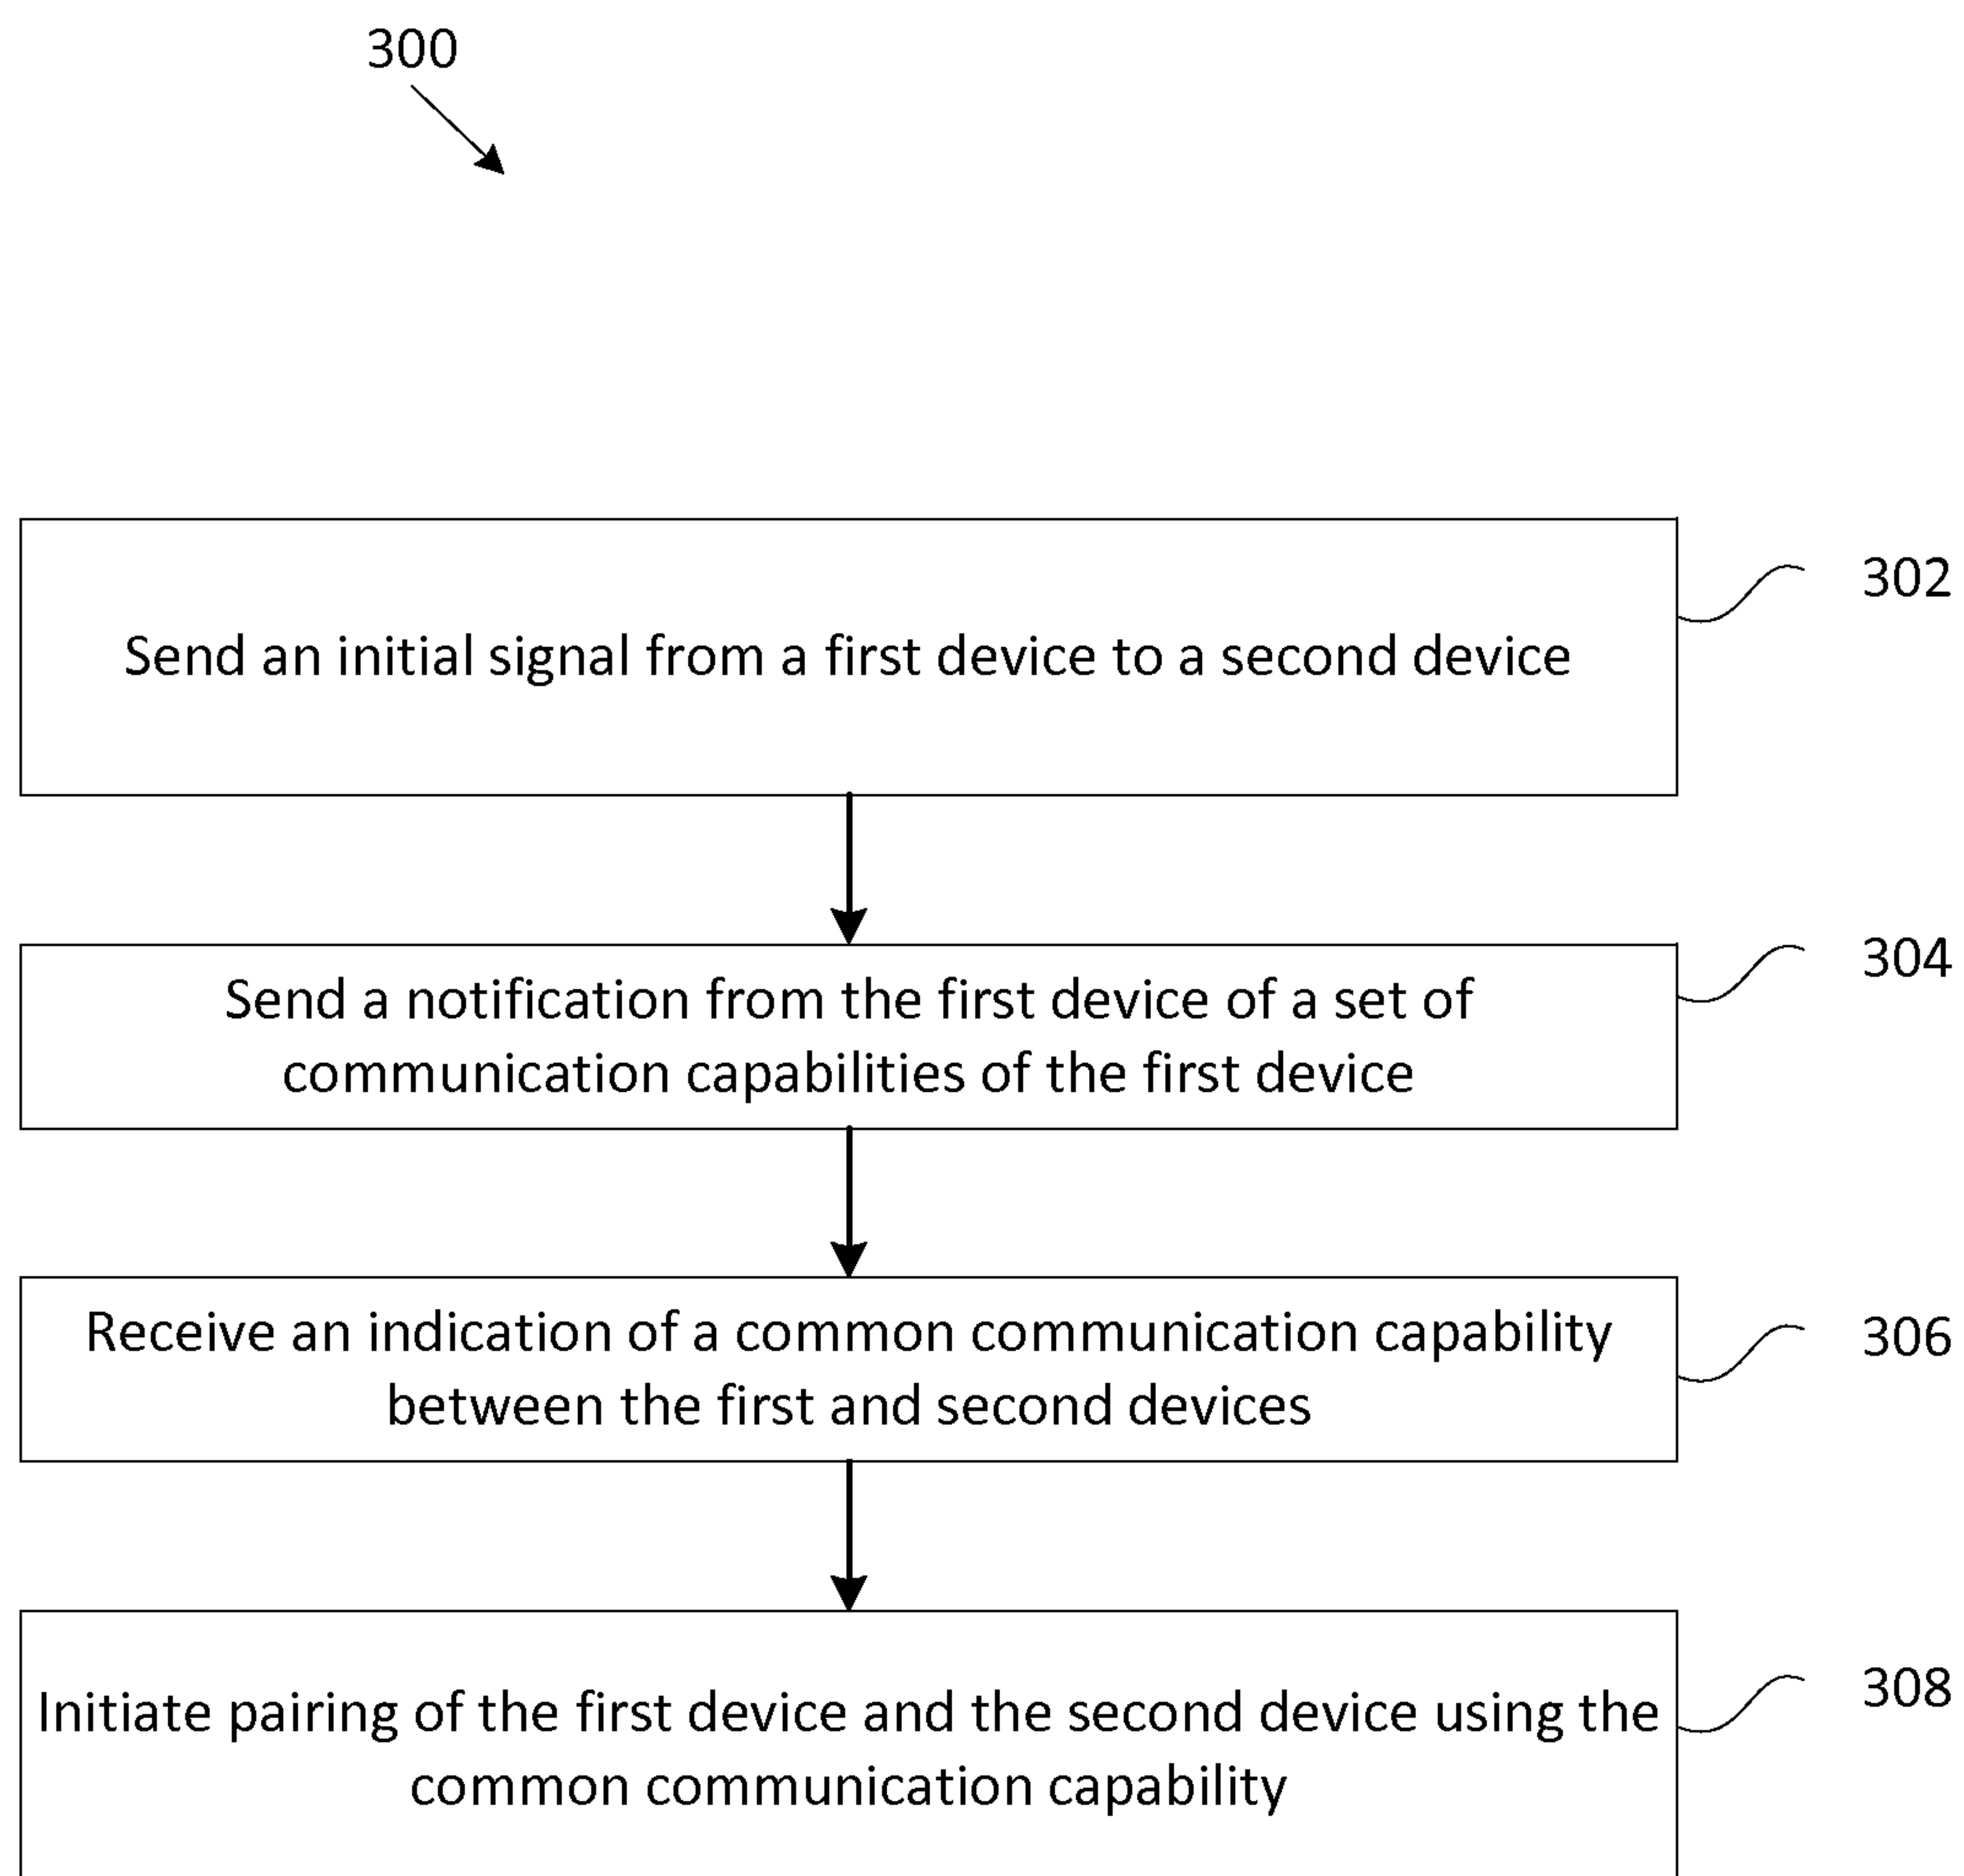 300
Send an initial signal from a first device to a second device
302
Send a notification from the first device of a set of
communication capabilities of the first device
304
Receive an indication of a common communication capability
between the first and second devices
306
Initiate pairing of the first device and the second device using the
common communication capability
308